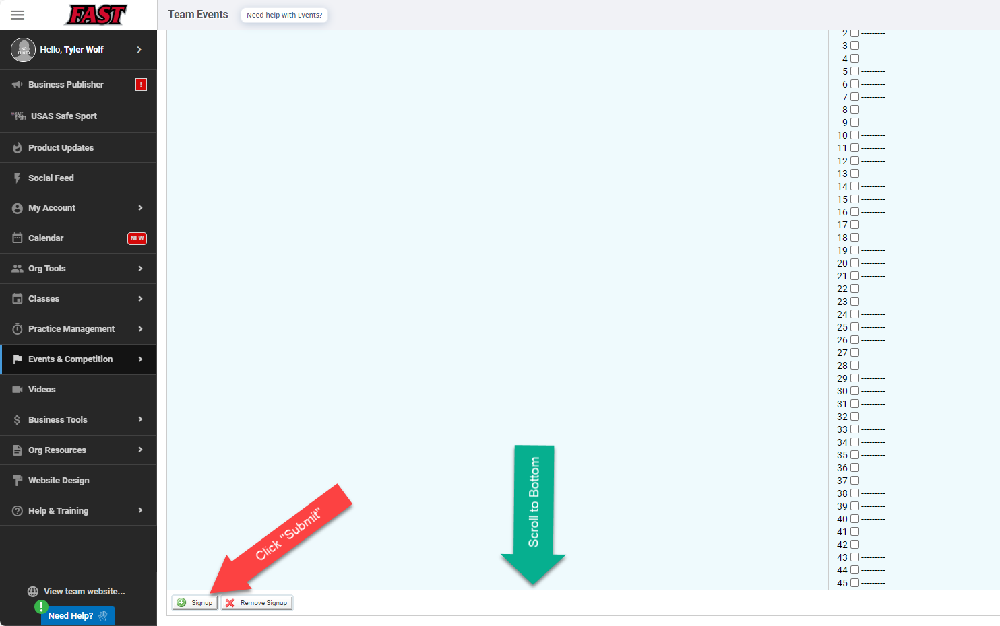 FAST
Team Events
Need help with Events?
NO
PHOTO
Hello, Tyler Wolf
Business Publisher
!
SAFE
SPORT
USAS Safe Sport
Product Updates
Social Feed
My Account
Calendar
NEW
Org Tools
Classes
Practice Management
Events & Competition
Videos
Business Tools
Org Resources
Website Design
Help & Training
View team website...
!
Need Help?
2 ---------
3 ---------
4 ---------
5 ---------
6 ---------
7 ---------
8 ---------
9 ---------
10 ---------
11 ---------
12 ---------
13 ---------
14 ---------
15 ---------
16 ---------
17 ---------
18 ---------
19 ---------
20 ---------
21 ---------
22 ---------
23 ---------
24 ---------
25 ---------
26 ---------
27 ---------
28 ---------
29 ---------
30 ---------
31 ---------
32 ---------
33 ---------
34 ---------
35 ---------
36 ---------
37 ---------
38 ---------
39 ---------
40 ---------
41 ---------
42 ---------
43 ---------
44 ---------
45 ---------
Click "Submit"
Scroll to Bottom
Signup
Remove Signup